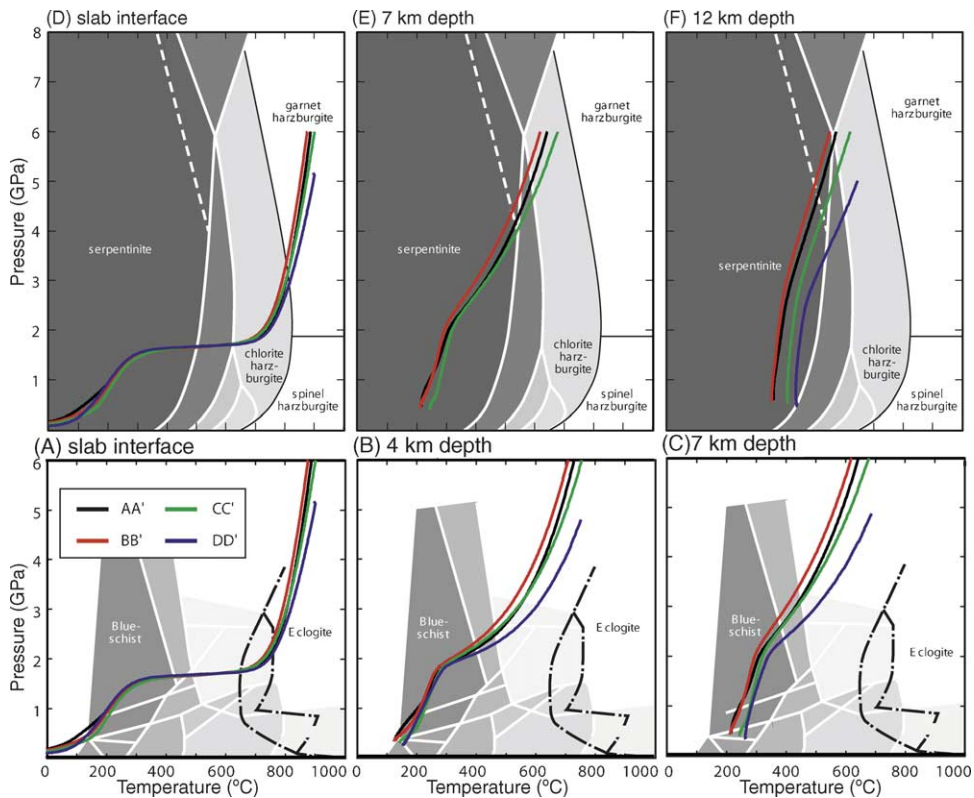 (D) slab interface
(E) 7 km depth
(F) 12 km depth
8
7
6
5
4
3
2
1
Pressure (GPa)
garnet
harzburgite
serpentinite
chlorite
harz-
burgite
spinel
harzburgite
garnet
harzburgite
serpentinite
chlorite
harz-
burgite
spinel
harzburgite
garnet
harzburgite
serpentinite
chlorite
harz-
burgite
spinel
harzburgite
(A) slab interface
(B) 4 km depth
(C) 7 km depth
6
5
4
3
2
1
Pressure (GPa)
AA'
CC'
BB'
DD'
Blue-
schist
Eclogite
Blue-
schist
Eclogite
Blue-
schist
Eclogite
0 200 400 600 800 1000
0 200 400 600 800 1000
0 200 400 600 800 1000
Temperature (ºC)
Temperature (ºC)
Temperature (ºC)